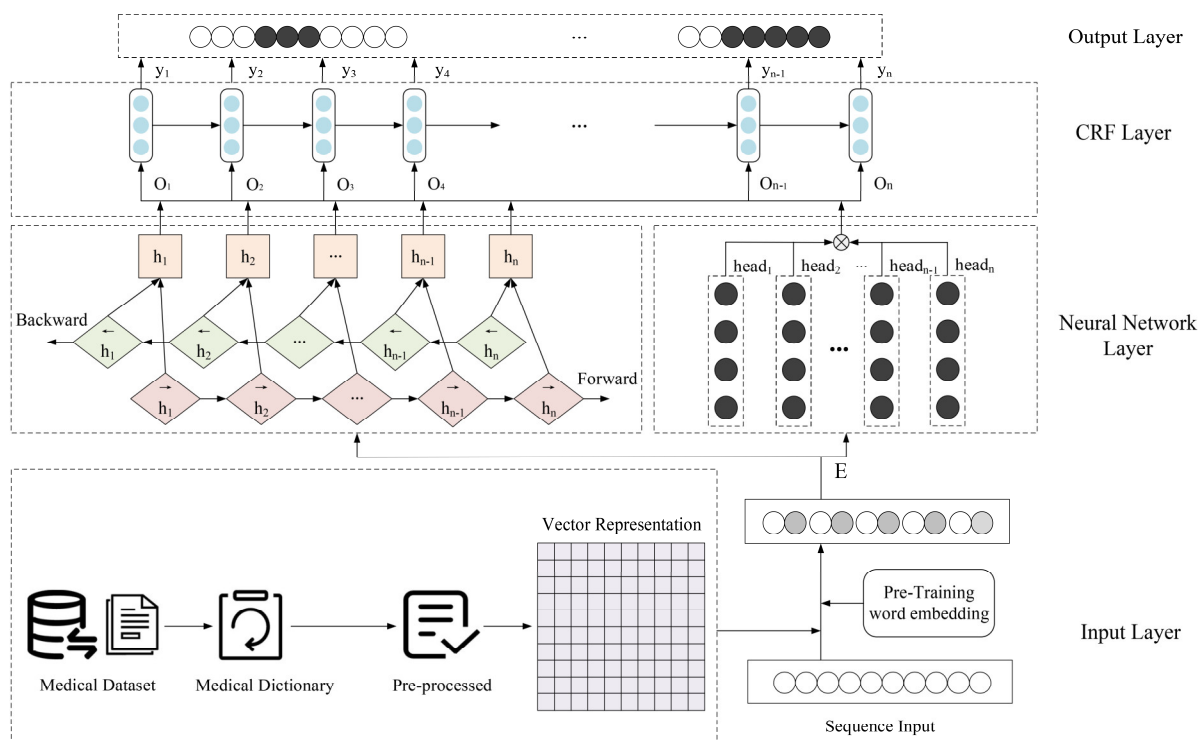 ...
Output Layer
y1 y2 y3 y4 yn-1 yn
...
CRF Layer
O1 O2 O3 O4 On-1 On
h1 h2 ... hn-1 hn
head1 head2 ... headn-1 headn
Backward
←h1 ←h2 ... ←hn-1 ←hn
...
Neural Network
Layer
Forward
→h1 →h2 ... →hn-1 →hn
E
Vector Representation
Pre-Training
word embedding
Input Layer
Medical Dataset
Medical Dictionary
Pre-processed
Sequence Input